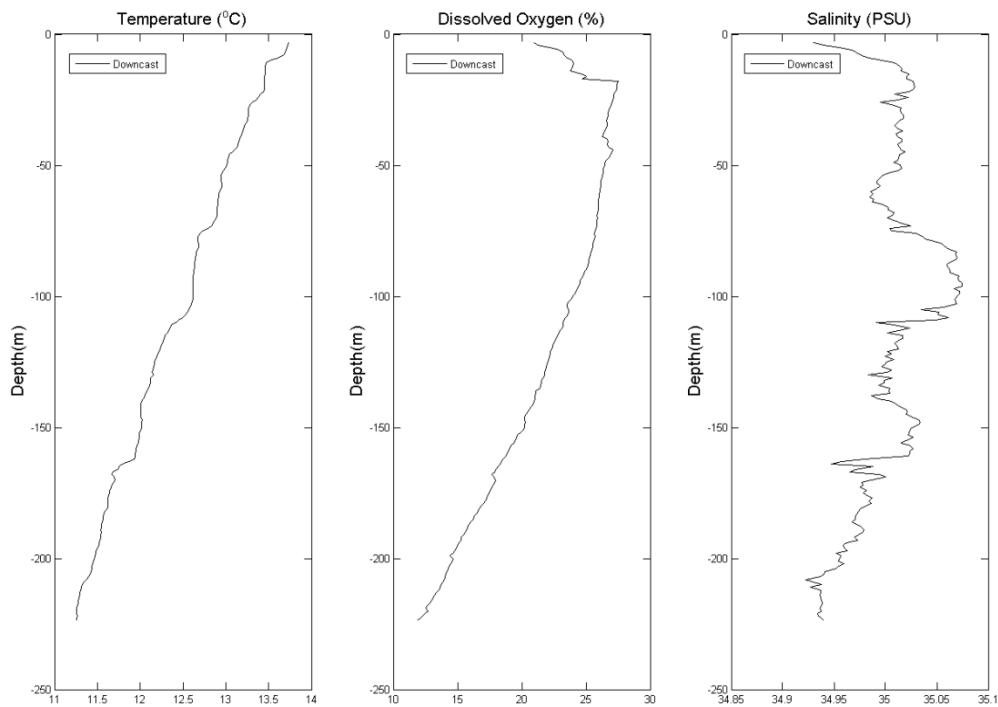 Temperature (⁰C)
Dissolved Oxygen (%)
Salinity (PSU)
Downcast
Downcast
Downcast
Depth(m)
Depth(m)
Depth(m)
0
-50
-100
-150
-200
-250
11 11.5 12 12.5 13 13.5 14
0
-50
-100
-150
-200
-250
10 15 20 25 30
0
-50
-100
-150
-200
-250
34.85 34.9 34.95 35 35.05 35.1